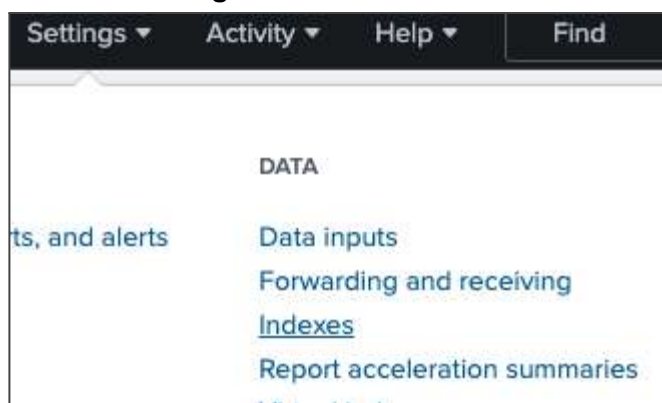 Settings ▾ Activity ▾ Help ▾ Find
DATA
ts, and alerts Data inputs
Forwarding and receiving
Indexes
Report acceleration summaries